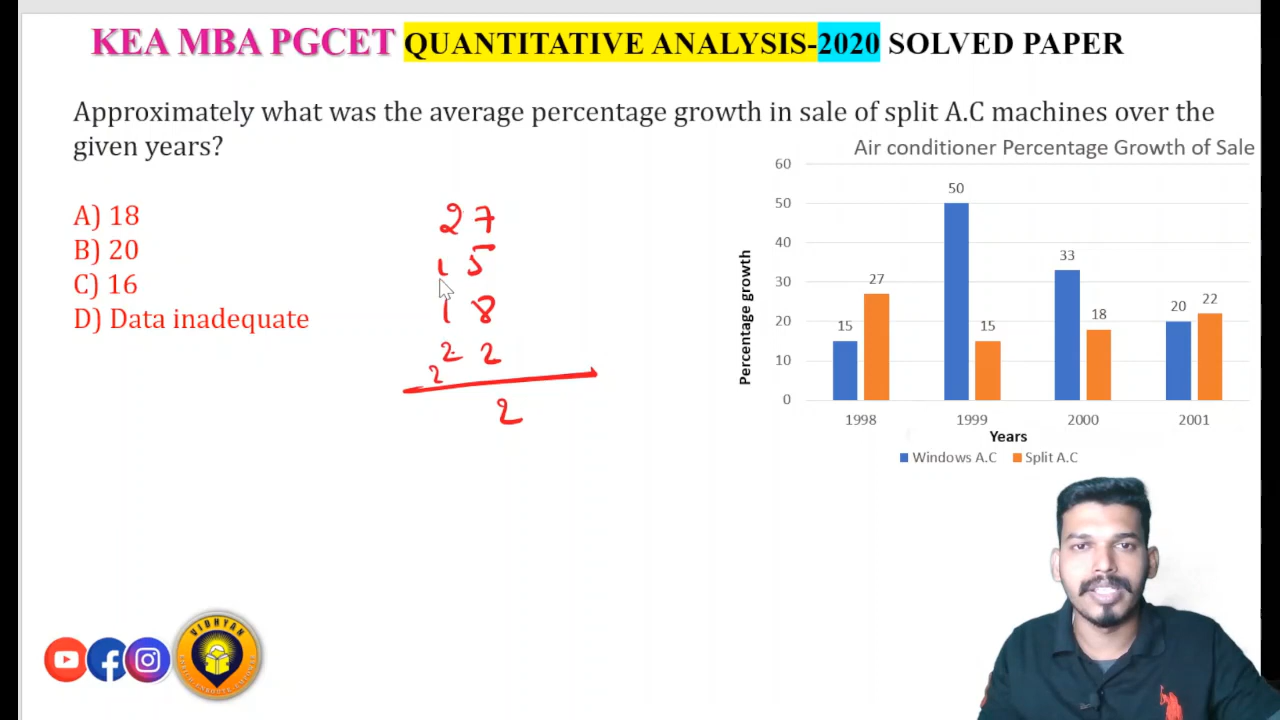 KEA MBA PGCET QUANTITATIVE ANALYSIS-2020 SOLVED PAPER
Approximately what was the average percentage growth in sale of split A.C machines over the
given years?
A) 18
B) 20
C) 16
D) Data inadequate
27
15
18
22
2
2
Air conditioner Percentage Growth of Sale
Percentage growth
60
50
40
30
20
10
0
15
27
50
15
33
18
20
22
1998
1999
2000
2001
Years
Windows A.C
Split A.C
VIDHYAN